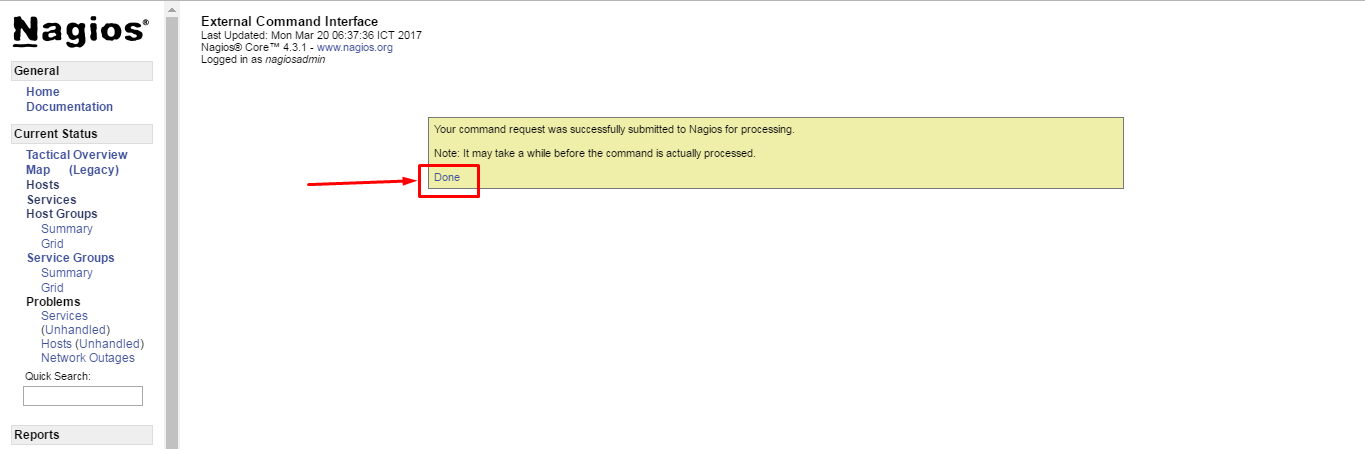 Nagios®
General
Home
Documentation
Current Status
Tactical Overview
Map (Legacy)
Hosts
Services
Host Groups
Summary
Grid
Service Groups
Summary
Grid
Problems
Services
(Unhandled)
Hosts (Unhandled)
Network Outages
Quick Search:
Reports
External Command Interface
Last Updated: Mon Mar 20 06:37:36 ICT 2017
Nagios® Core™ 4.3.1 - www.nagios.org
Logged in as nagiosadmin
Your command request was successfully submitted to Nagios for processing.
Note: It may take a while before the command is actually processed.
Done